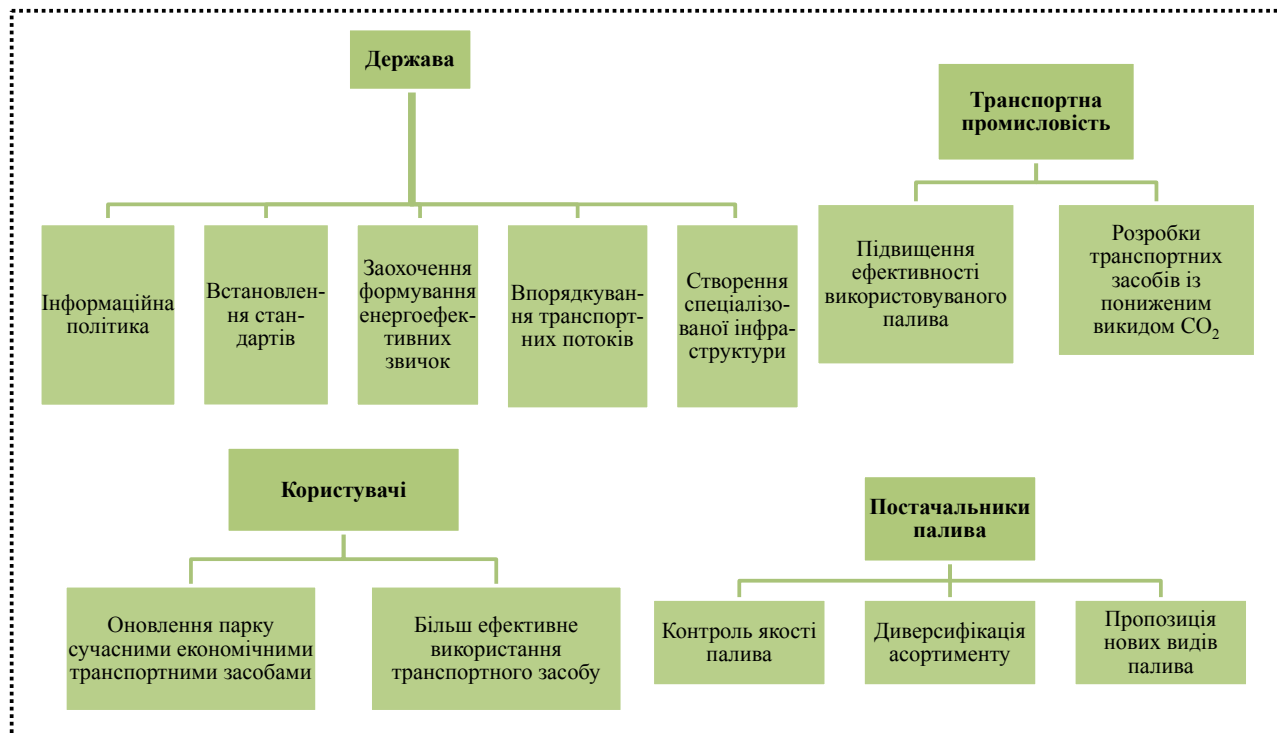 Держава
Інформаційна
політика
Встановлен-
ня стан-
дартів
Заохочення
формування
енергоефек-
тивних
звичок
Впорядкуван-
ня транспорт-
них потоків
Створення
спеціалізо-
ваної інфра-
структури
Транспортна
промисловість
Підвищення
ефективності
використовуваного
палива
Розробки
транспортних
засобів із
пониженим
викидом CO₂
Користувачі
Оновлення парку
сучасними економічними
транспортними засобами
Більш ефективне
використання
транспортного засобу
Постачальники
палива
Контроль якості
палива
Диверсифікація
асортименту
Пропозиція
нових видів
палива